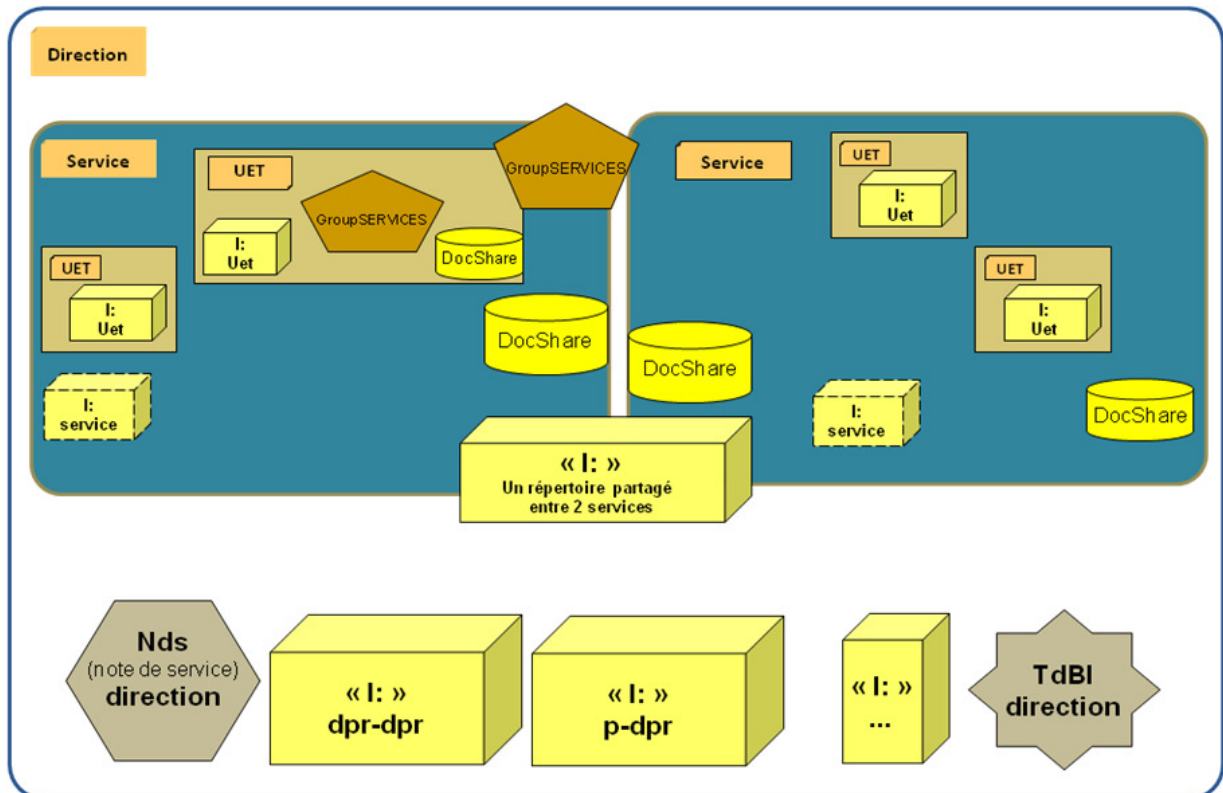 Direction
Service
UET
GroupSERVICES
I:
Uet
DocShare
UET
I:
Uet
I:
service
DocShare
GroupSERVICES
Service
UET
I:
Uet
UET
I:
Uet
DocShare
I:
service
DocShare
« I: »
Un répertoire partagé
entre 2 services
Nds
(note de service)
direction
« I: »
dpr-dpr
« I: »
p-dpr
« I: »
...
TdBI
direction